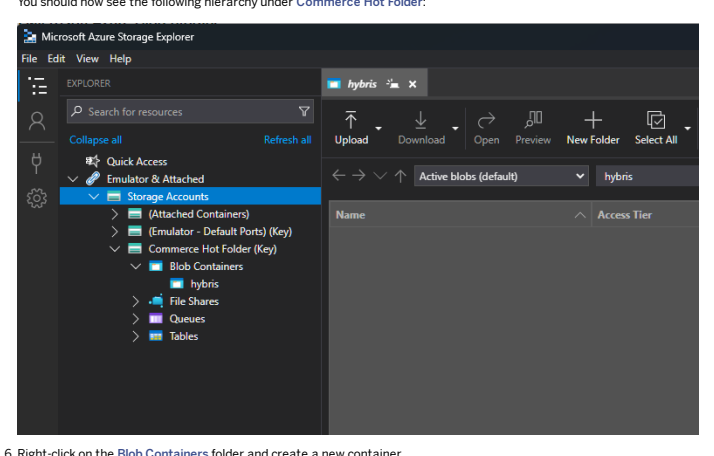 You should now see the following hierarchy under Commerce Hot Folder:
Microsoft Azure Storage Explorer
File Edit View Help
EXPLORER
Search for resources
Collapse all Refresh all
Quick Access
Emulator & Attached
Storage Accounts
(Attached Containers)
(Emulator - Default Ports) (Key)
Commerce Hot Folder (Key)
Blob Containers
hybris
File Shares
Queues
Tables
hybris
Upload Download Open Preview New Folder Select All
Active blobs (default) hybris
Name Access Tier
6. Right-click on the Blob Containers folder and create a new container